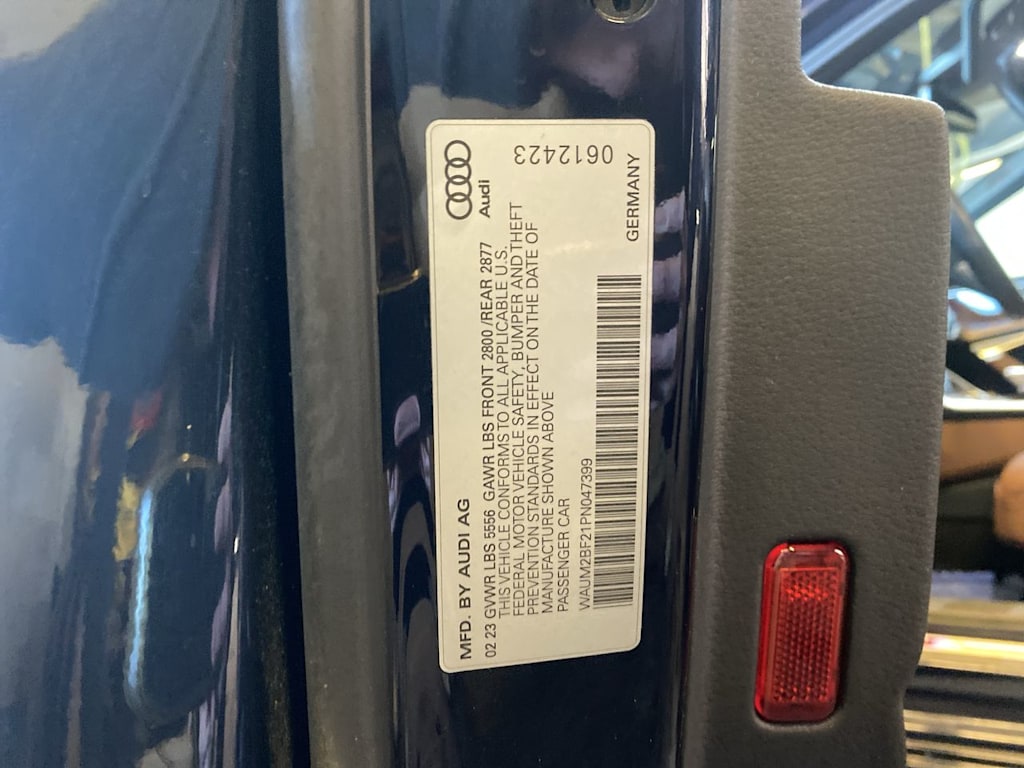 Audi
MFD. BY AUDI AG
02 23 GVWR LBS 5556 GAWR LBS FRONT 2800/REAR 2877
THIS VEHICLE CONFORMS TO ALL APPLICABLE U.S.
FEDERAL MOTOR VEHICLE SAFETY, BUMPER AND THEFT
PREVENTION STANDARDS IN EFFECT ON THE DATE OF
MANUFACTURE SHOWN ABOVE
PASSENGER CAR
WAUM2BF21PN047399
0612423
GERMANY